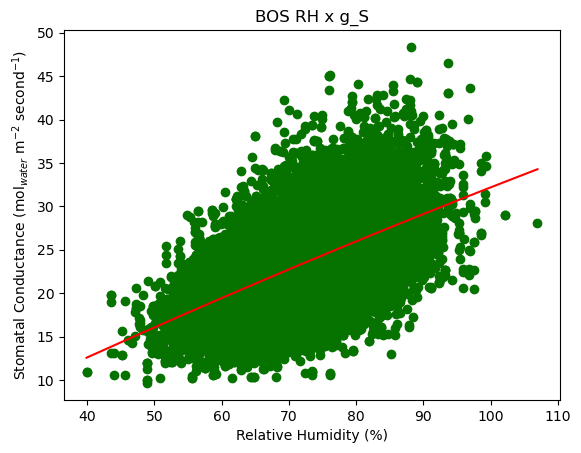 BOS RH x g_S
Stomatal Conductance (mol_water m⁻² second⁻¹)
50
45
40
35
30
25
20
15
10
40 50 60 70 80 90 100 110
Relative Humidity (%)